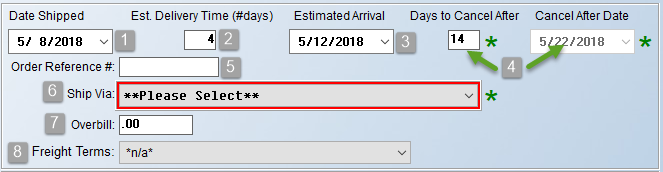 Date Shipped Est. Delivery Time (#days) Estimated Arrival Days to Cancel After Cancel After Date
5/ 8/2018 1 4 2 5/12/2018 3 14 * 5/22/2018 *
Order Reference #: 5 4
6 Ship Via: **Please Select** *
7 Overbill: .00
8 Freight Terms: *n/a*